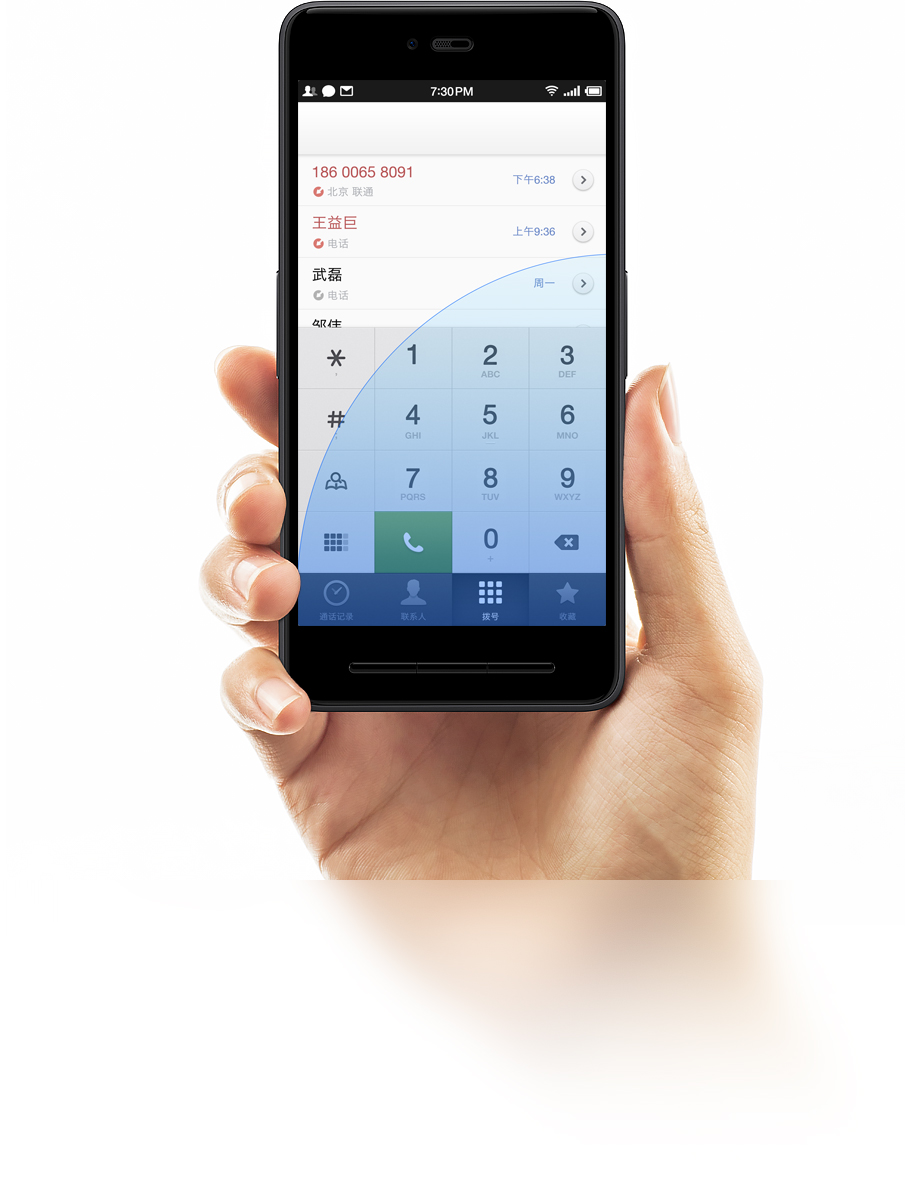 7:30PM
186 0065 8091
下午6:38
北京 联通
王益巨
上午9:36
电话
武磊
周一
电话
邹伟
* 1 2 3
, ABC DEF
# 4 5 6
; GHI JKL MNO
7 8 9
PQRS TUV WXYZ
0
+
通话记录 联系人 拨号 收藏